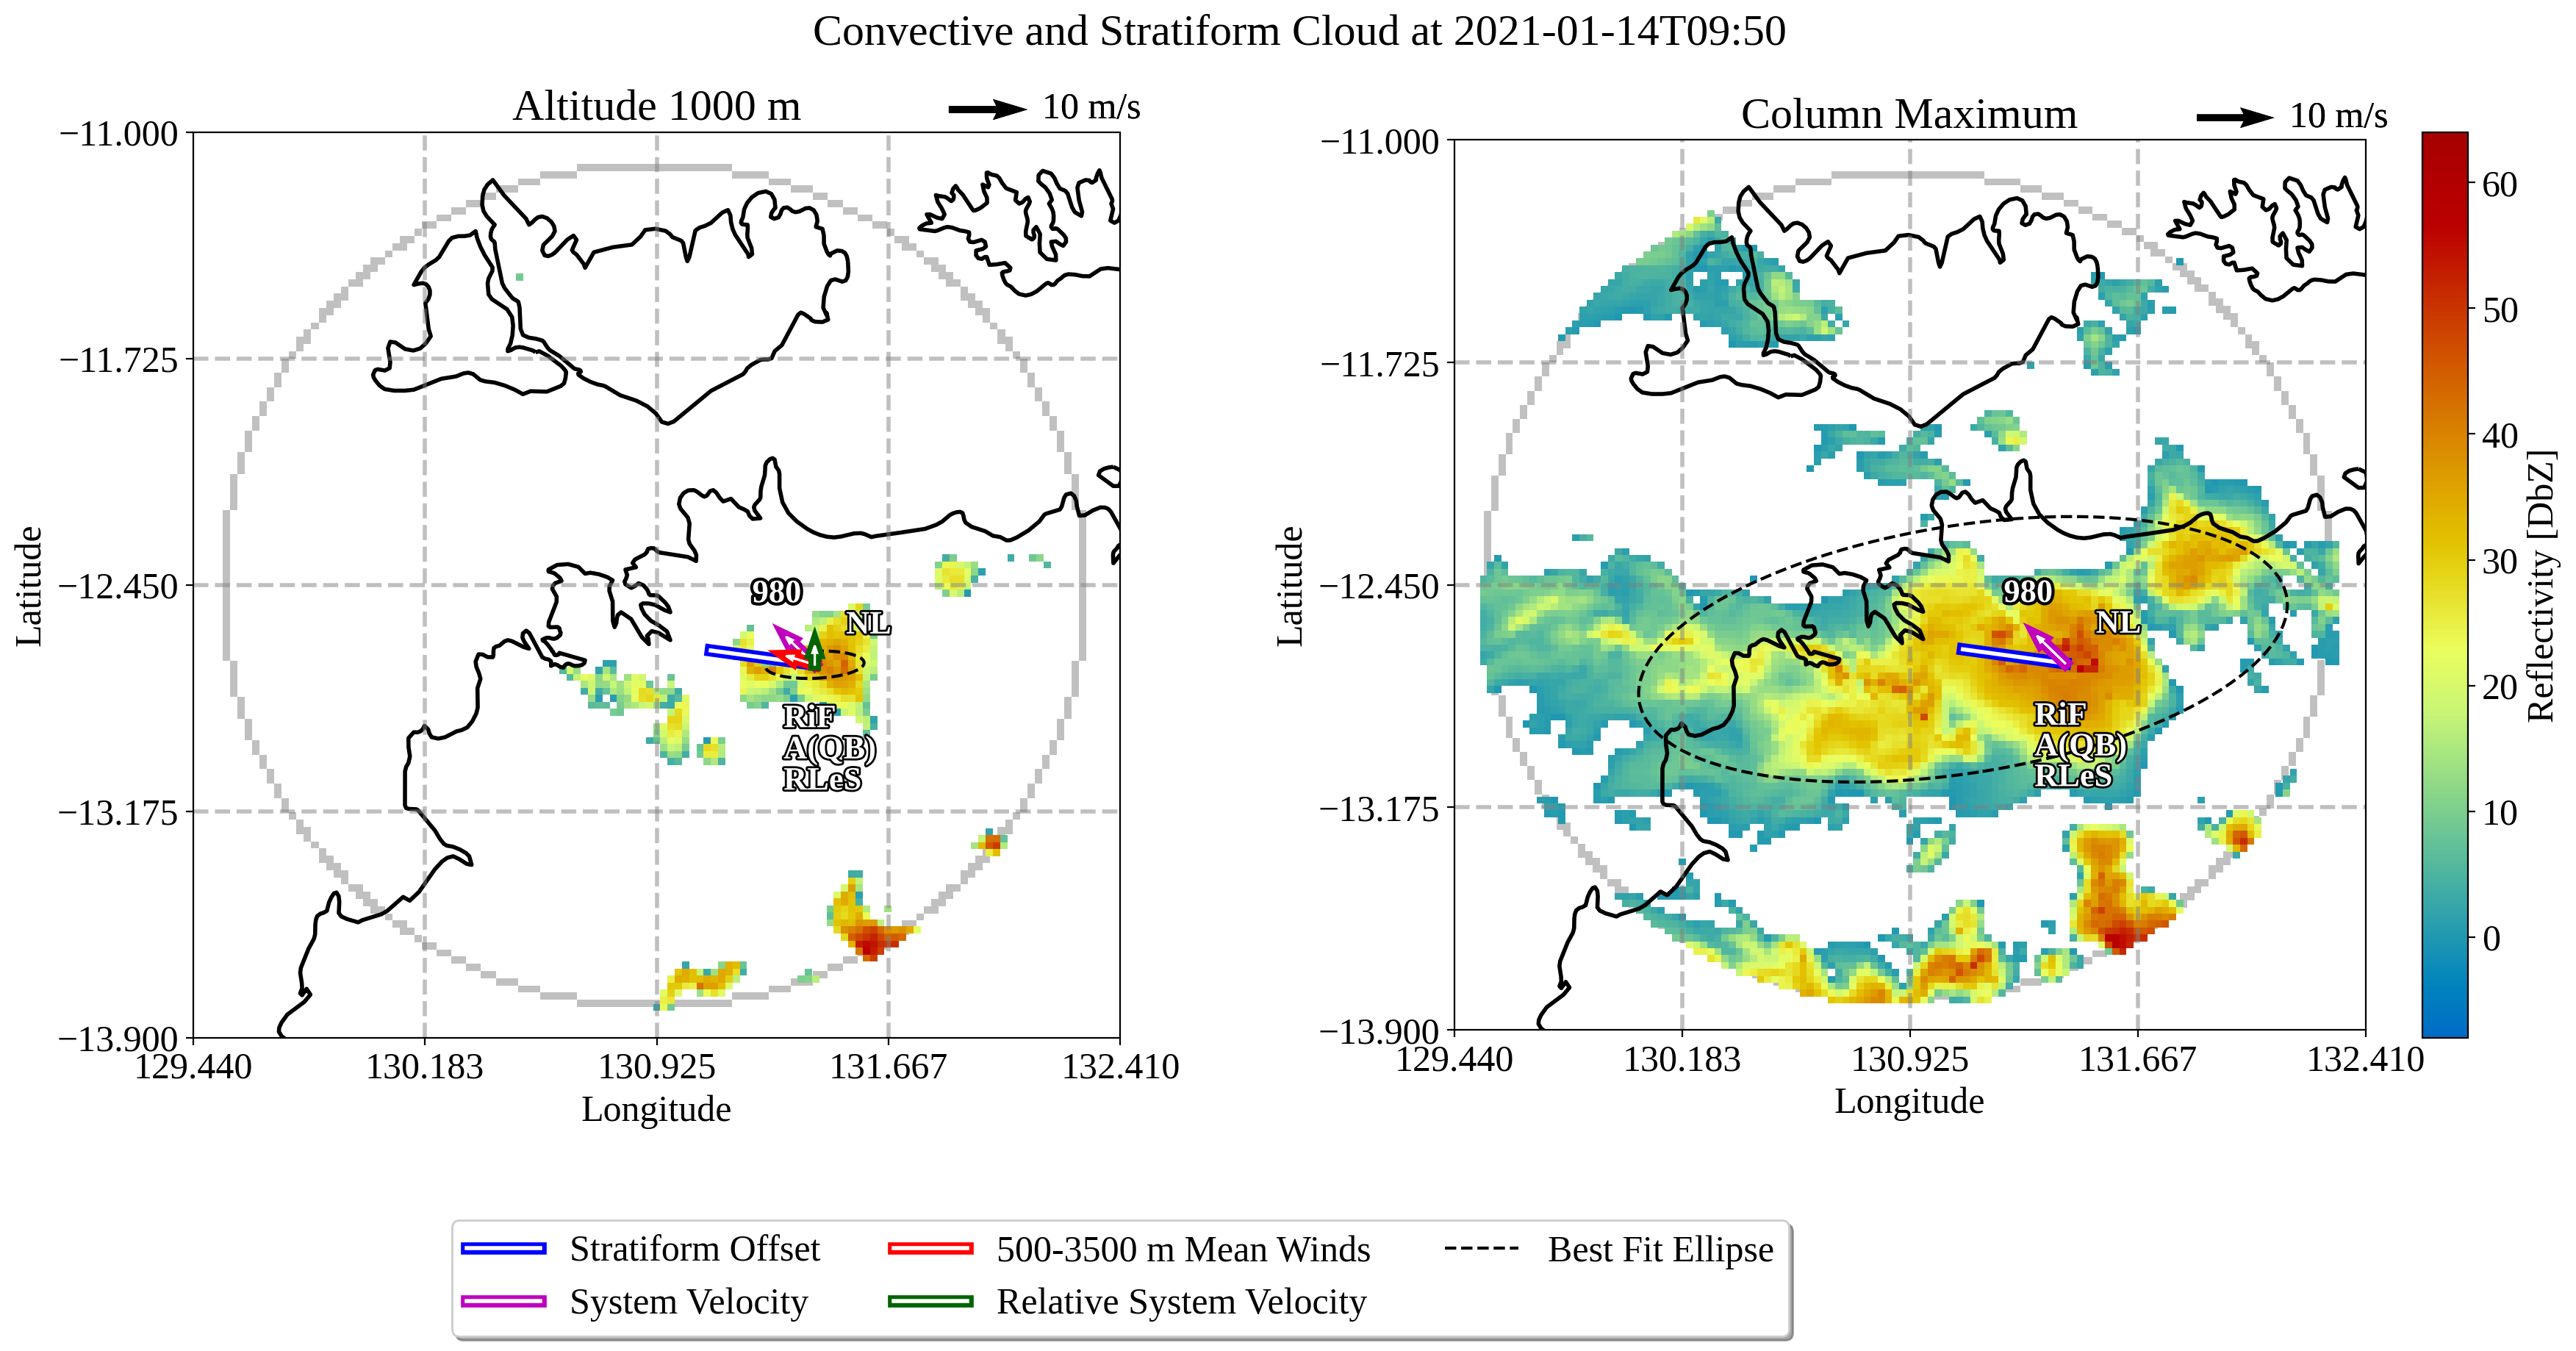 Convective and Stratiform Cloud at 2021-01-14T09:50
Altitude 1000 m
10 m/s
−11.000
−11.725
−12.450
−13.175
−13.900
Latitude
129.440
130.183
130.925
131.667
132.410
Longitude
980
NL
RiF
A(QB)
RLeS
Column Maximum
10 m/s
−11.000
−11.725
−12.450
−13.175
−13.900
Latitude
129.440
130.183
130.925
131.667
132.410
Longitude
980
NL
RiF
A(QB)
RLeS
60
50
40
30
20
10
0
Reflectivity [DbZ]
Stratiform Offset
System Velocity
500-3500 m Mean Winds
Relative System Velocity
Best Fit Ellipse